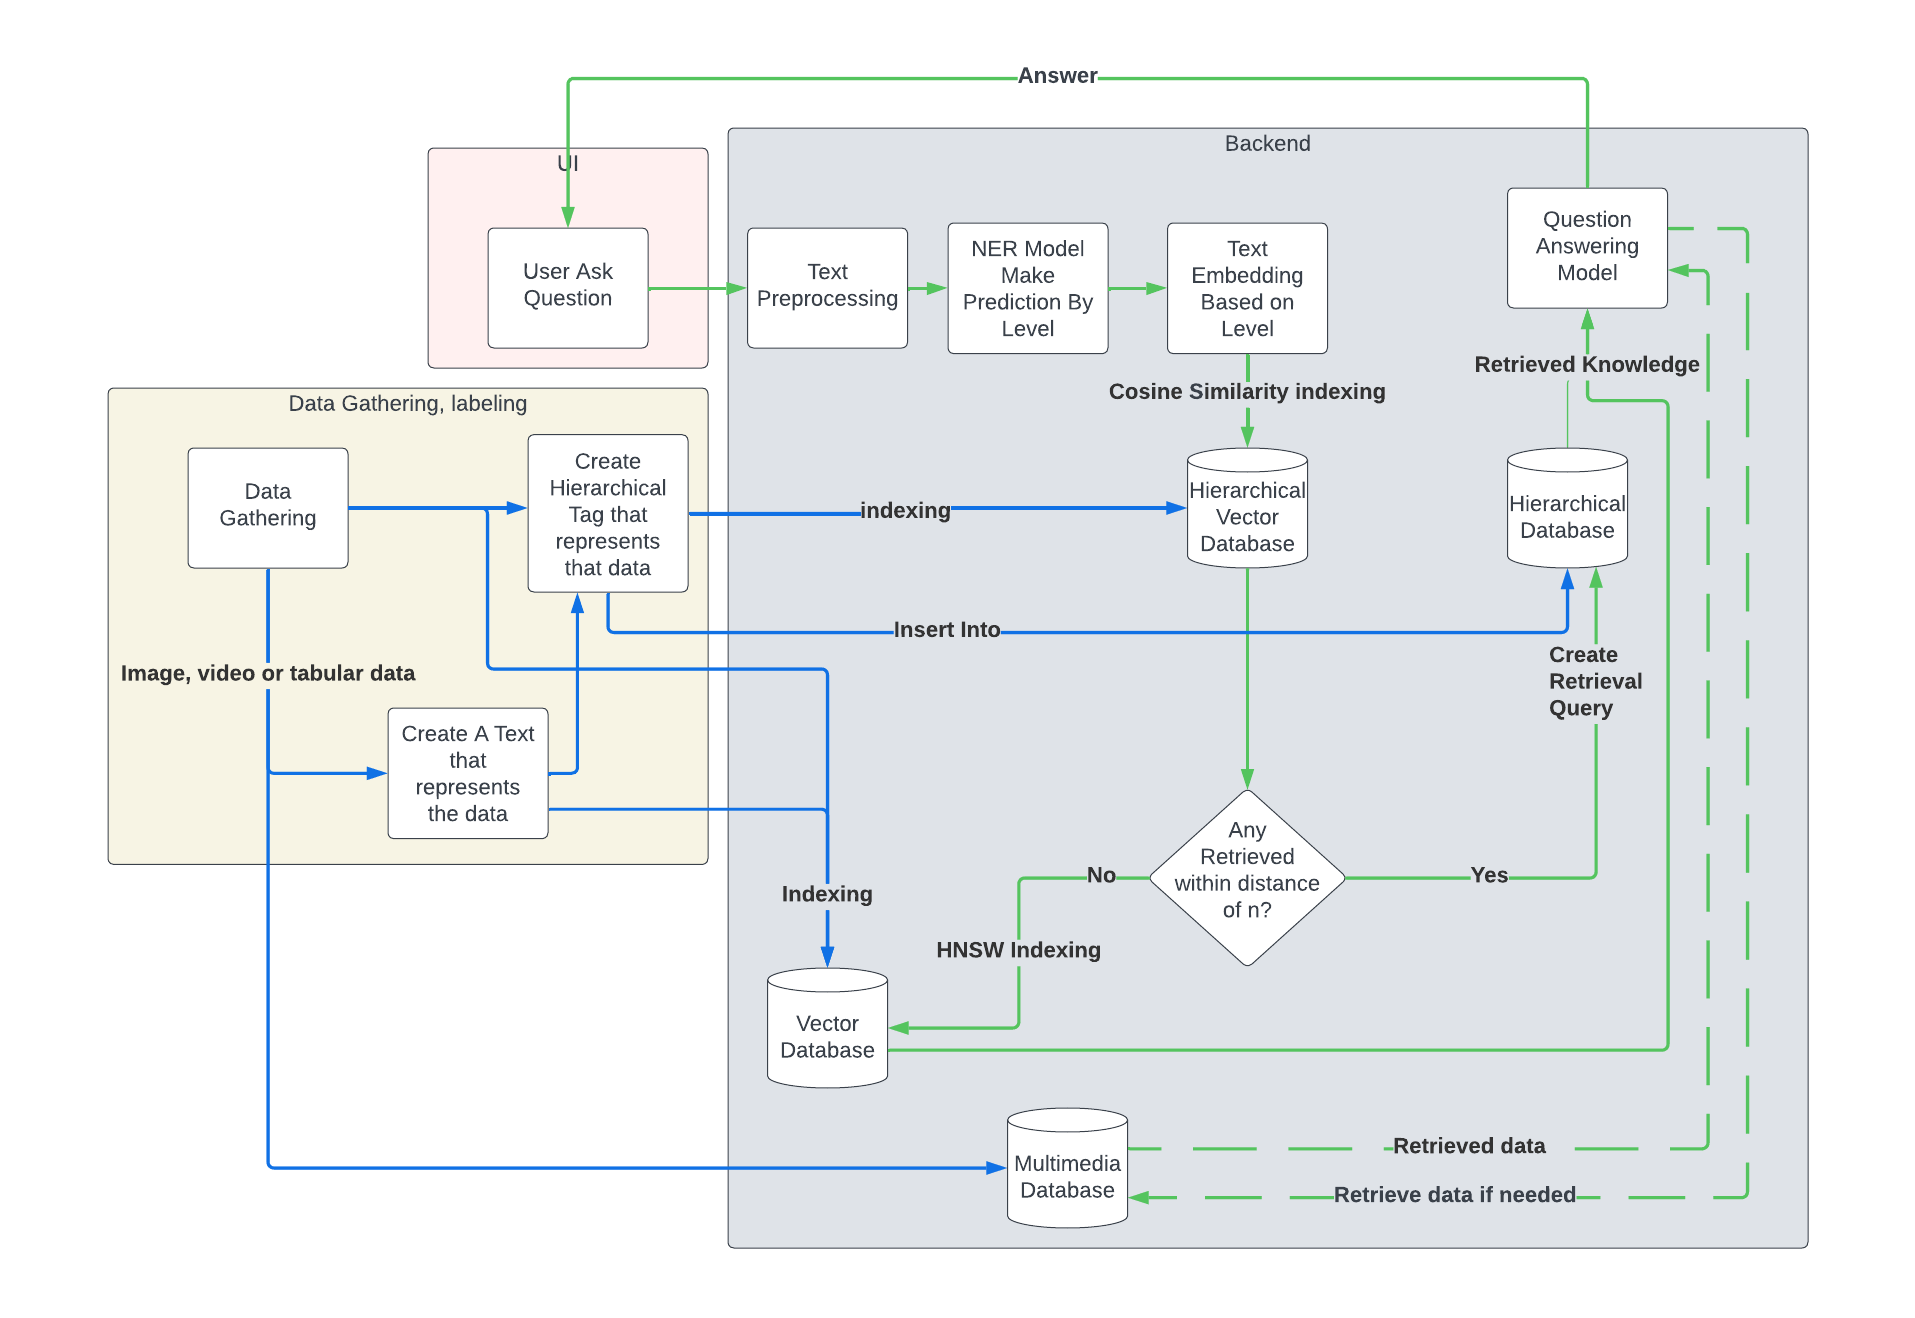 Answer
UI
Backend
User Ask
Question
Text
Preprocessing
NER Model
Make
Prediction By
Level
Text
Embedding
Based on
Level
Question
Answering
Model
Cosine Similarity indexing
Retrieved Knowledge
Data Gathering, labeling
Data
Gathering
Create
Hierarchical
Tag that
represents
that data
indexing
Hierarchical
Vector
Database
Hierarchical
Database
Insert Into
Image, video or tabular data
Create
Retrieval
Query
Create A Text
that
represents
the data
Any
Retrieved
within distance
of n?
No
Yes
Indexing
HNSW Indexing
Vector
Database
Multimedia
Database
Retrieved data
Retrieve data if needed